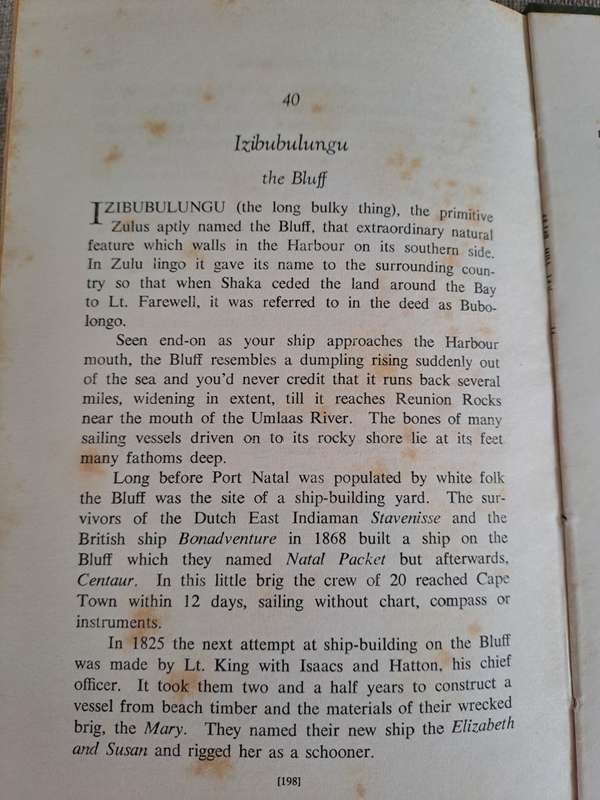 40
Izibubulungu
the Bluff
IZIBUBULUNGU (the long bulky thing), the primitive
Zulus aptly named the Bluff, that extraordinary natural
feature which walls in the Harbour on its southern side.
In Zulu lingo it gave its name to the surrounding coun-
try so that when Shaka ceded the land around the Bay
to Lt. Farewell, it was referred to in the deed as Bubo-
longo.
Seen end-on as your ship approaches the Harbour
mouth, the Bluff resembles a dumpling rising suddenly out
of the sea and you'd never credit that it runs back several
miles, widening in extent, till it reaches Reunion Rocks
near the mouth of the Umlaas River. The bones of many
sailing vessels driven on to its rocky shore lie at its feet
many fathoms deep.
Long before Port Natal was populated by white folk
the Bluff was the site of a ship-building yard. The sur-
vivors of the Dutch East Indiaman Stavenisse and the
British ship Bonadventure in 1868 built a ship on the
Bluff which they named Natal Packet but afterwards,
Centaur. In this little brig the crew of 20 reached Cape
Town within 12 days, sailing without chart, compass or
instruments.
In 1825 the next attempt at ship-building on the Bluff
was made by Lt. King with Isaacs and Hatton, his chief
officer. It took them two and a half years to construct a
vessel from beach timber and the materials of their wrecked
brig, the Mary. They named their new ship the Elizabeth
and Susan and rigged her as a schooner.
[198]